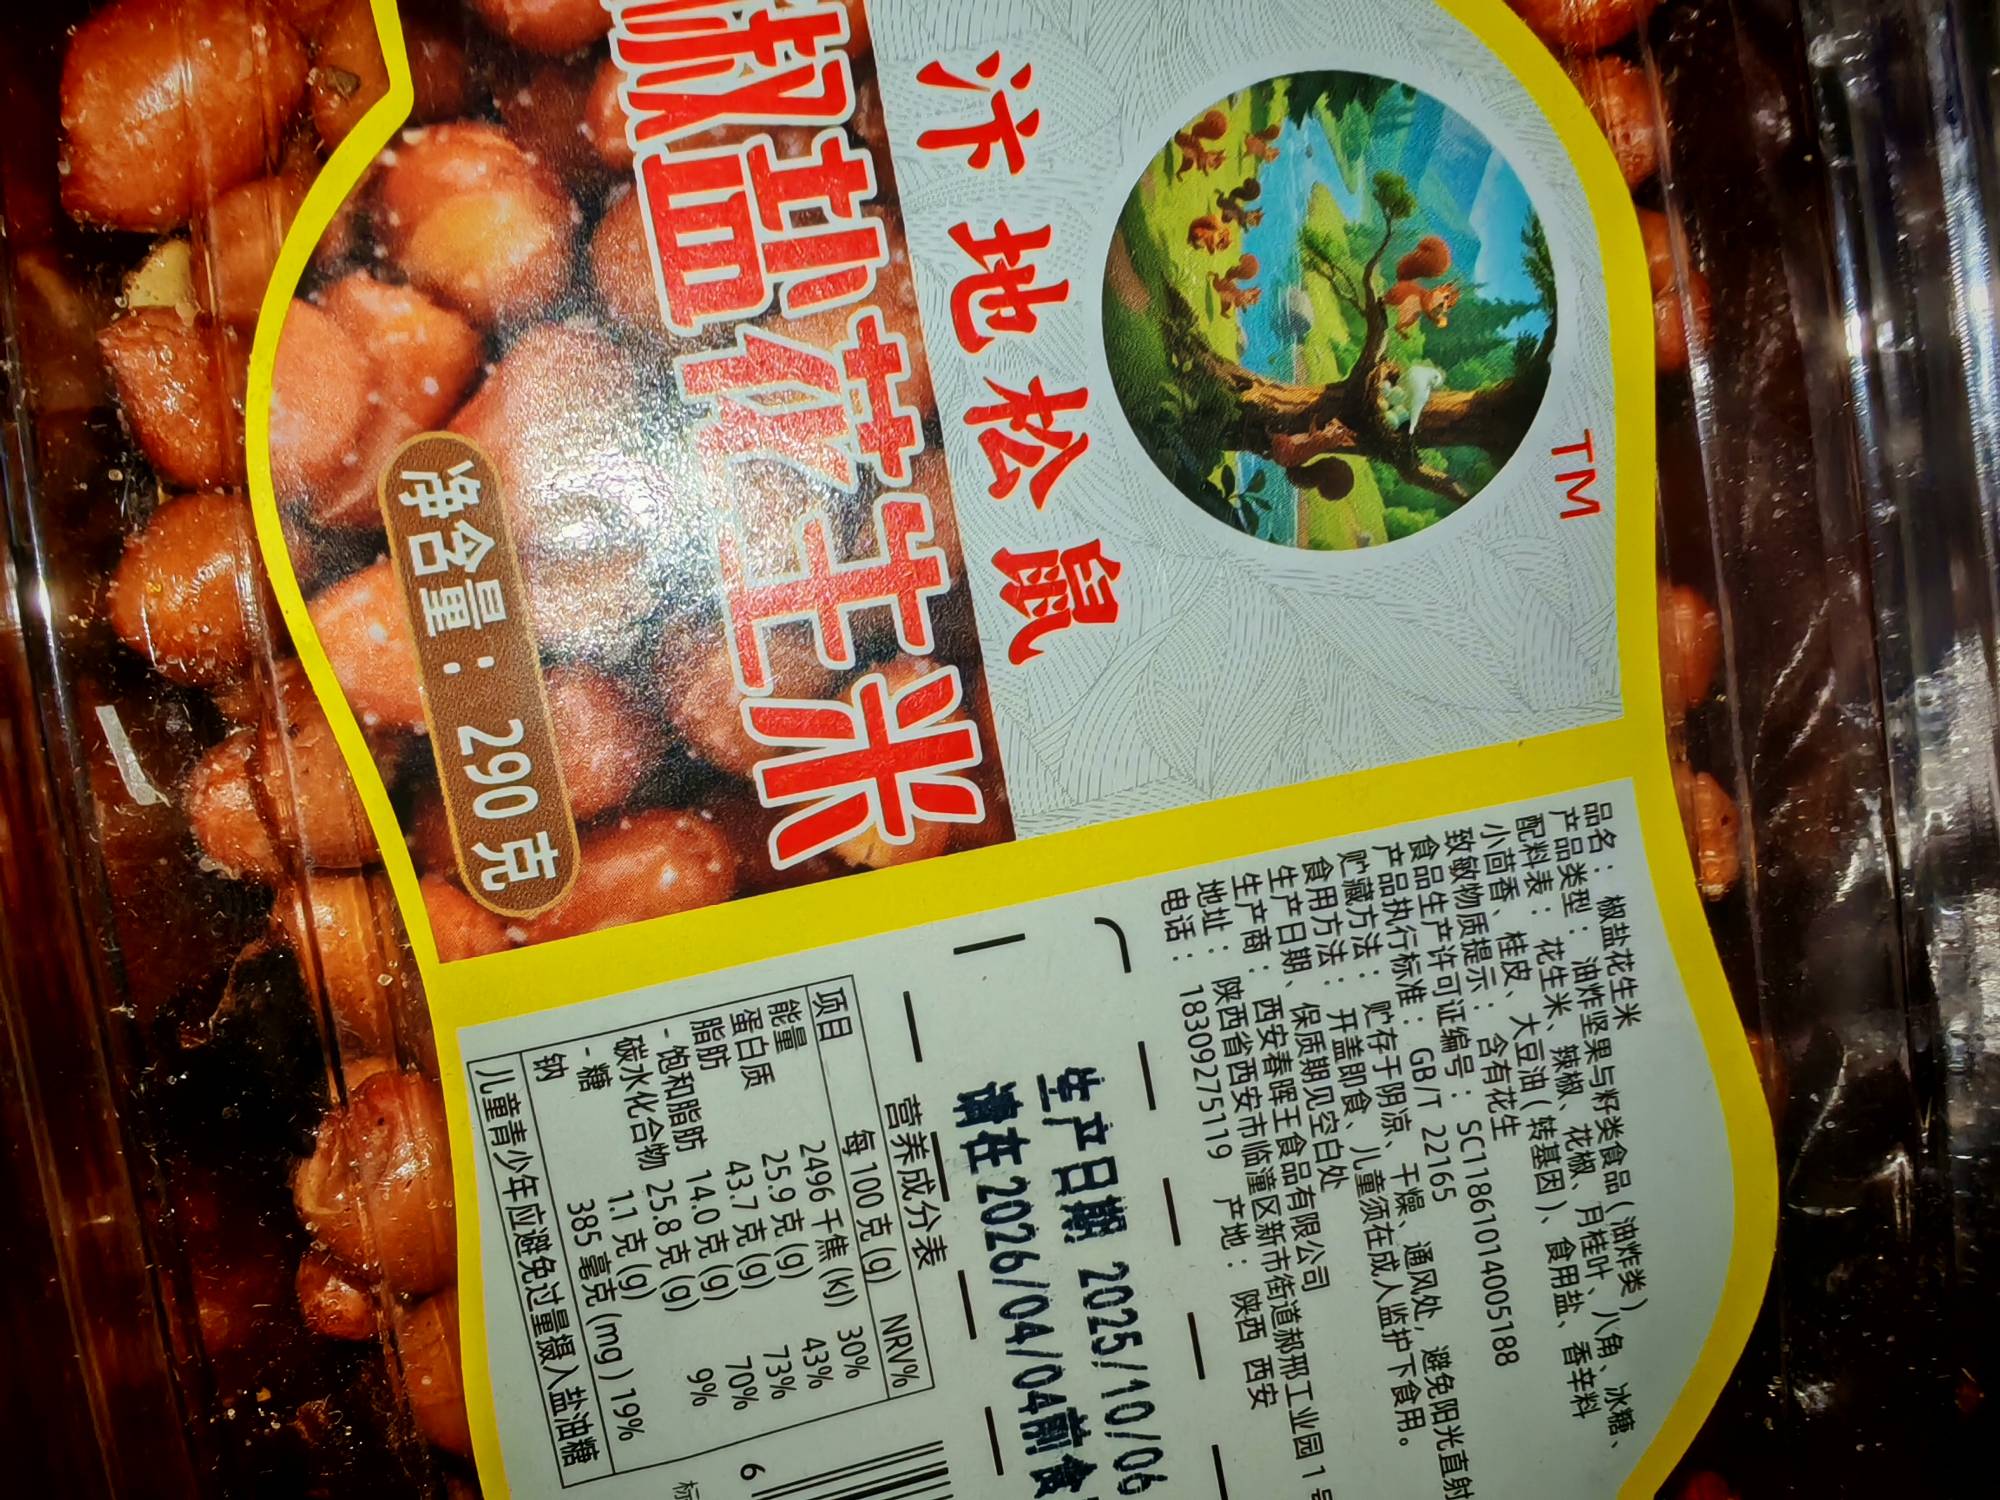 TM
汴地松鼠
椒盐花生米
净含量：290克
品名：椒盐花生米
产品类型：油炸坚果与籽类食品(油炸类)
配料表：花生米、辣椒、花椒、月桂叶、八角、冰糖、
小茴香、桂皮、大豆油(转基因)、食用盐、香辛料
致敏物质提示：含有花生
食品生产许可证编号：SC11861014005188
产品执行标准：GB/T 22165
贮藏方法：贮存于阴凉、干燥、通风处，避免阳光直射
食用方法：开盖即食、儿童须在成人监护下食用。
生产日期、保质期见空白处
生产商：西安春晖王食品有限公司
地址：陕西省西安市临潼区新市街道郝邢工业园1号
电话：18309275119 产地：陕西 西安
生产日期 2025/10/06
请在2026/04/04前食
营养成分表
项目 每100克(g) NRV%
能量 2496千焦(kJ) 30%
蛋白质 25.9克(g) 43%
脂肪 43.7克(g) 73%
-饱和脂肪 14.0克(g) 70%
碳水化合物 25.8克(g) 9%
-糖 1.1克(g)
钠 385毫克(mg) 19%
儿童青少年应避免过量摄入盐油糖
6
标